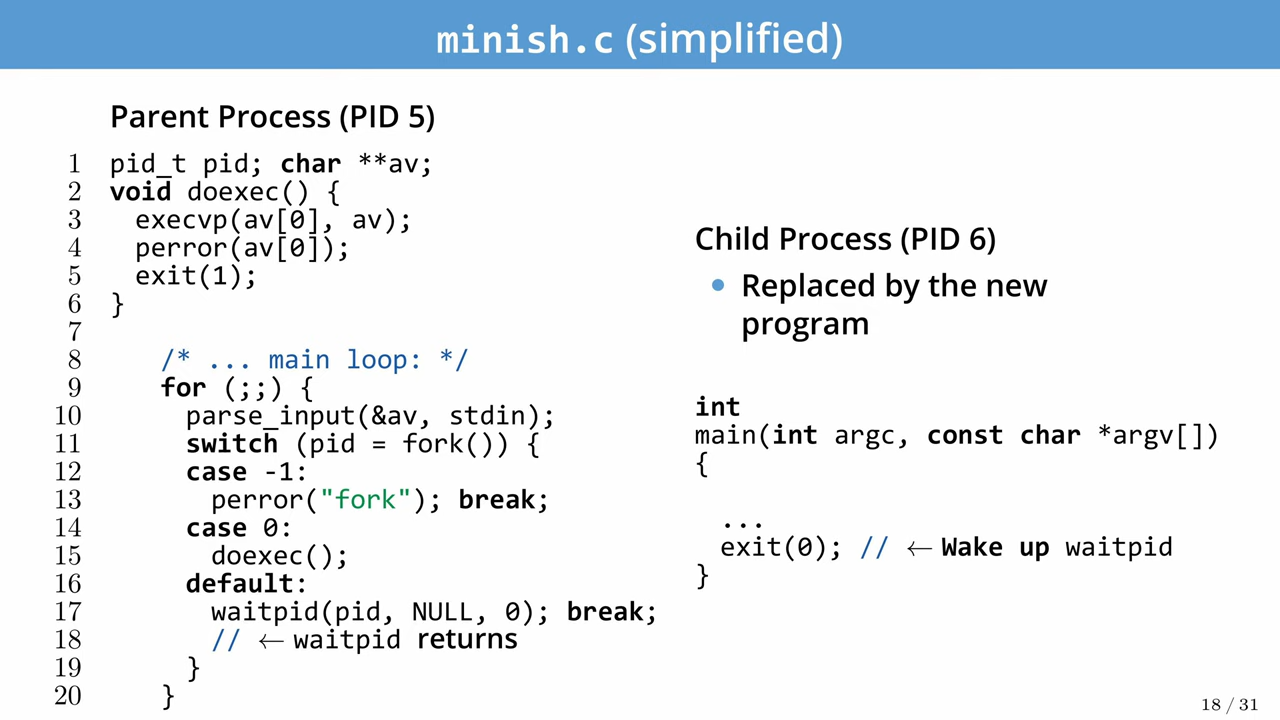 minish.c (simplified)
Parent Process (PID 5)
1 pid_t pid; char **av;
2 void doexec() {
3   execvp(av[0], av);
4   perror(av[0]);
5   exit(1);
6 }
7
8     /* ... main loop: */
9     for (;;) {
10      parse_input(&av, stdin);
11      switch (pid = fork()) {
12      case -1:
13        perror("fork"); break;
14      case 0:
15        doexec();
16      default:
17        waitpid(pid, NULL, 0); break;
18        // ← waitpid returns
19      }
20    }
Child Process (PID 6)
• Replaced by the new
program
int
main(int argc, const char *argv[])
{
  ...
  exit(0); // ← Wake up waitpid
}
18 / 31